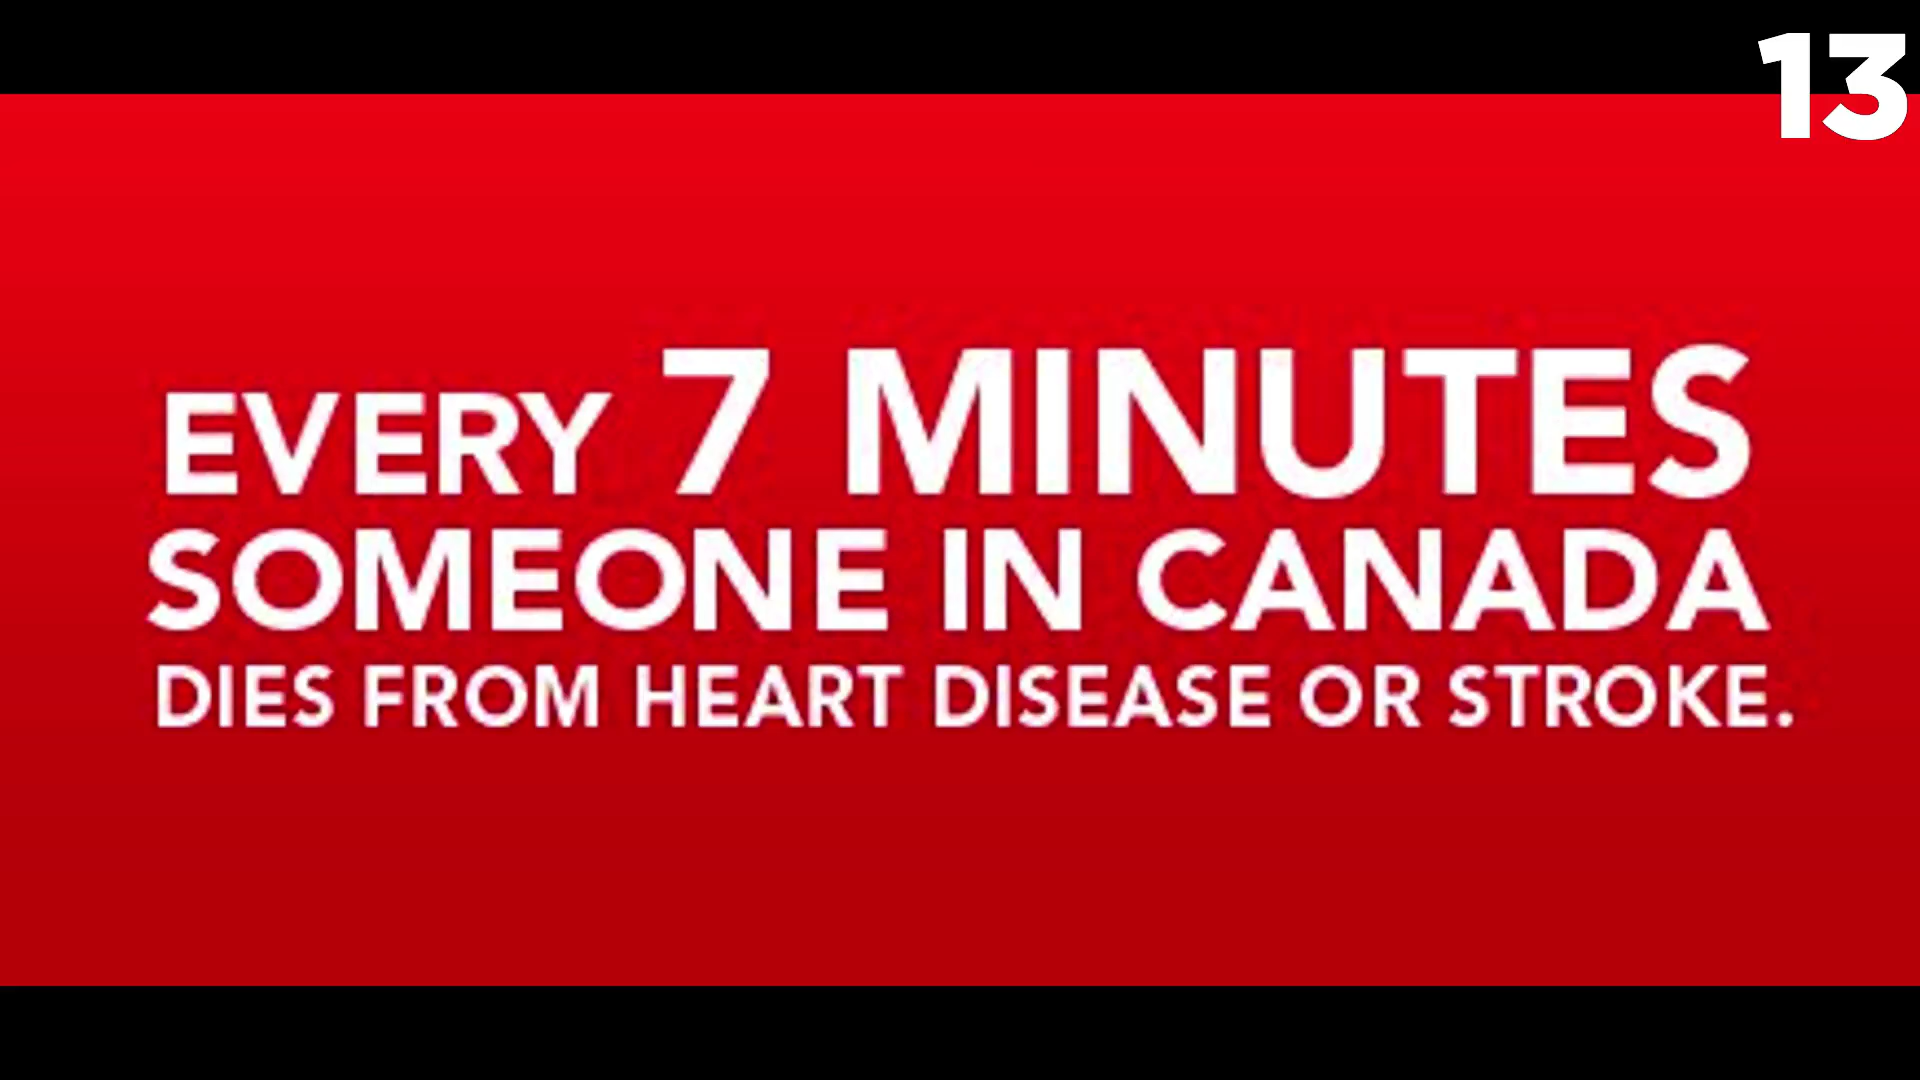 13
EVERY 7 MINUTES
SOMEONE IN CANADA
DIES FROM HEART DISEASE OR STROKE.